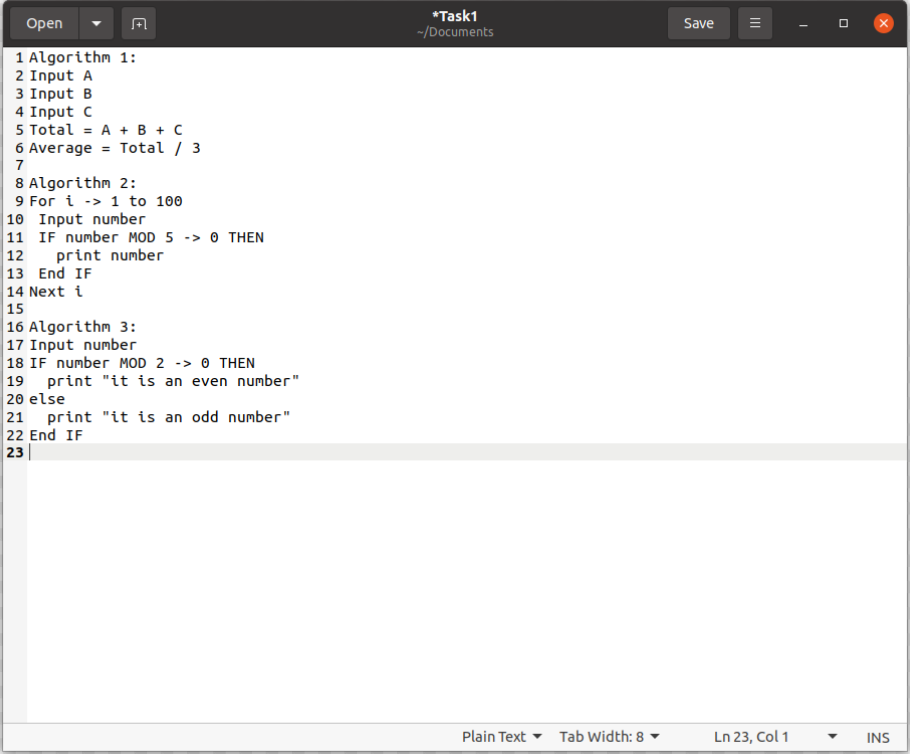 Open
*Task1
~/Documents
Save
1 Algorithm 1:
2 Input A
3 Input B
4 Input C
5 Total = A + B + C
6 Average = Total / 3
7
8 Algorithm 2:
9 For i -> 1 to 100
10  Input number
11  IF number MOD 5 -> 0 THEN
12    print number
13  End IF
14 Next i
15
16 Algorithm 3:
17 Input number
18 IF number MOD 2 -> 0 THEN
19   print "it is an even number"
20 else
21   print "it is an odd number"
22 End IF
23
Plain Text Tab Width: 8 Ln 23, Col 1 INS